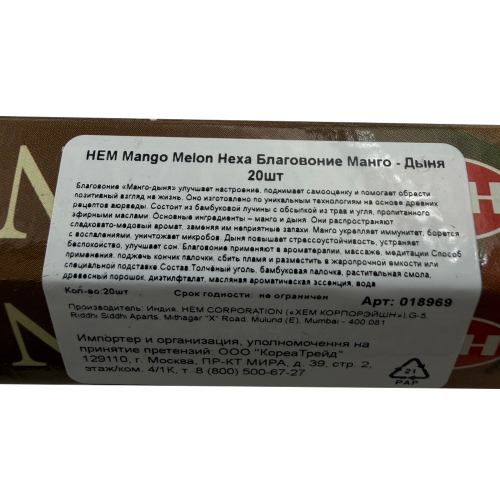 HEM Mango Melon Hexa Благовоние Манго - Дыня
20шт
Благовоние «Манго-дыня» улучшает настроение, поднимает самооценку и помогает обрести
позитивный взгляд на жизнь. Оно изготовлено по уникальным технологиям на основе древних
рецептов аюрведы. Состоит из бамбуковой лучины с обсыпкой из трав и угля, пропитанного
эфирными маслами. Основные ингредиенты – манго и дыня. Они распространяют
сладковато-медовый аромат, заменяя им неприятные запахи. Манго укрепляет иммунитет, борется
с воспалениями, уничтожает микробов. Дыня повышает стрессоустойчивость, устраняет
беспокойство, улучшает сон. Благовоние применяют в ароматерапии, массаже, медитации Способ
применения. поджечь кончик палочки, сбить пламя и разместить в жаропрочной емкости или
специальной подставке Состав Толчёный уголь, бамбуковая палочка, растительная смола,
древесный порошок, диэтилфталат, масляная ароматическая эссенция, вода
Кол-во:20шт Срок годности: не ограничен
Арт: 018969
Производитель: Индия. HEM CORPORATION («ХЕМ КОРПОРЭЙШН»).G-5,
Riddhi Siddhi Aparts, Mithagar "X" Road, Mulund (E), Mumbai - 400 081
Импортер и организация, уполномоченная на
принятие претензий: ООО "КореаТрейд"
129110, г. Москва, ПР-КТ МИРА, д. 39, стр. 2,
этаж/ком. 4/1К, т. 8 (800) 500-67-27
21
PAP